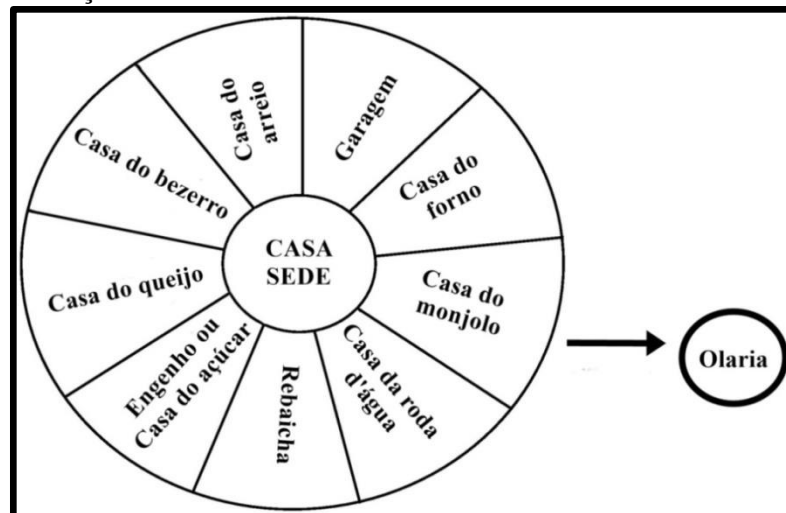 Casa do
arreio
Garagem
Casa do
forno
Casa do
monjolo
Casa da roda
d'água
Rebaicha
Engenho ou
Casa do açúcar
Casa do queijo
Casa do bezerro
CASA
SEDE
Olaria